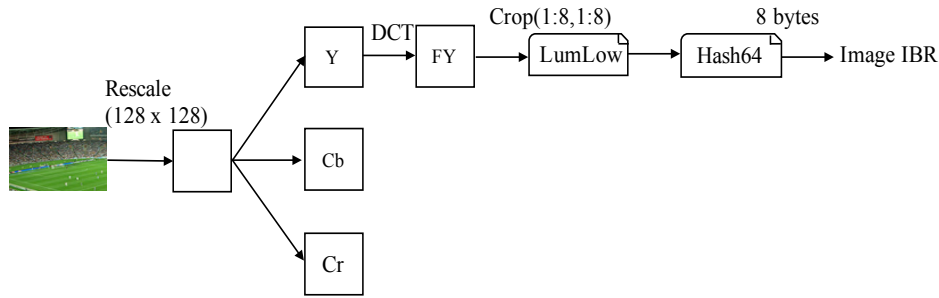 Crop(1:8,1:8)
8 bytes
DCT
Y
FY
LumLow
Hash64
Image IBR
Rescale
(128 x 128)
Cb
Cr